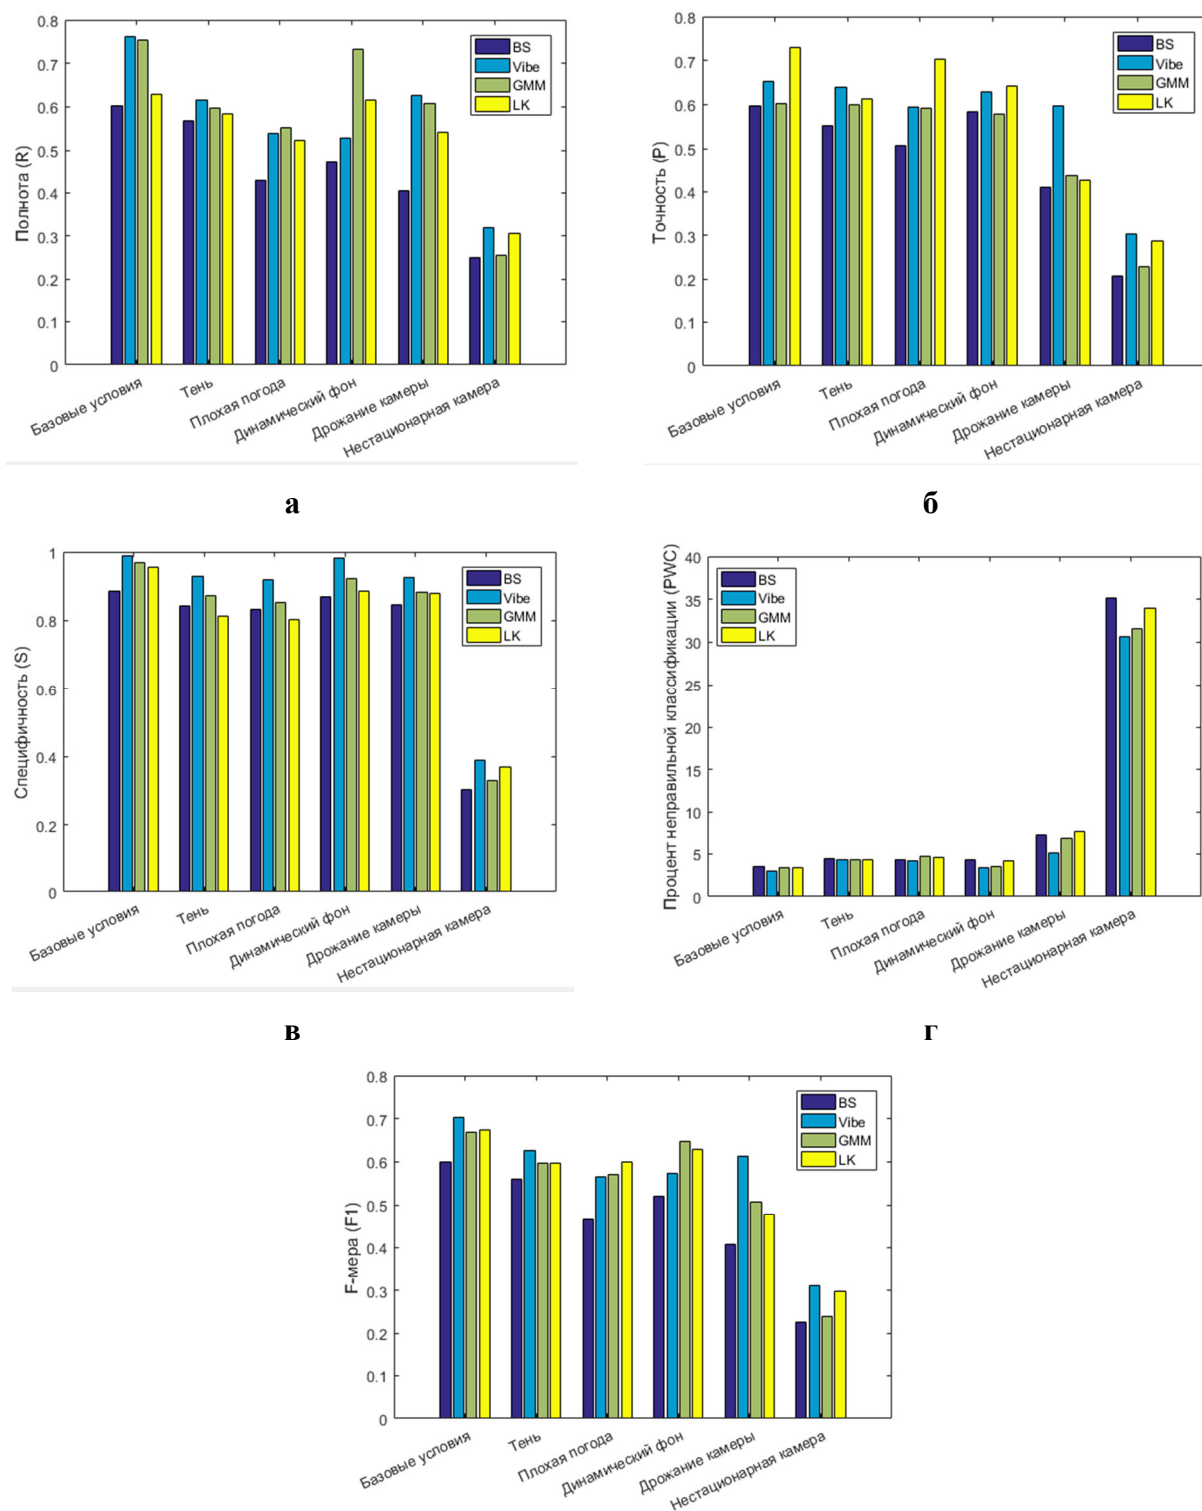 0.8
0.7
0.6
0.5
0.4
0.3
0.2
0.1
0
Полнота (R)
BS
Vibe
GMM
LK
Базовые условия
Тень
Плохая погода
Динамический фон
Дрожание камеры
Нестационарная камера
а
0.8
0.7
0.6
0.5
0.4
0.3
0.2
0.1
0
Точность (P)
BS
Vibe
GMM
LK
Базовые условия
Тень
Плохая погода
Динамический фон
Дрожание камеры
Нестационарная камера
б
1
0.8
0.6
0.4
0.2
0
Специфичность (S)
BS
Vibe
GMM
LK
Базовые условия
Тень
Плохая погода
Динамический фон
Дрожание камеры
Нестационарная камера
в
40
35
30
25
20
15
10
5
0
Процент неправильной классификации (PWC)
BS
Vibe
GMM
LK
Базовые условия
Тень
Плохая погода
Динамический фон
Дрожание камеры
Нестационарная камера
г
0.8
0.7
0.6
0.5
0.4
0.3
0.2
0.1
0
F-мера (F1)
BS
Vibe
GMM
LK
Базовые условия
Тень
Плохая погода
Динамический фон
Дрожание камеры
Нестационарная камера